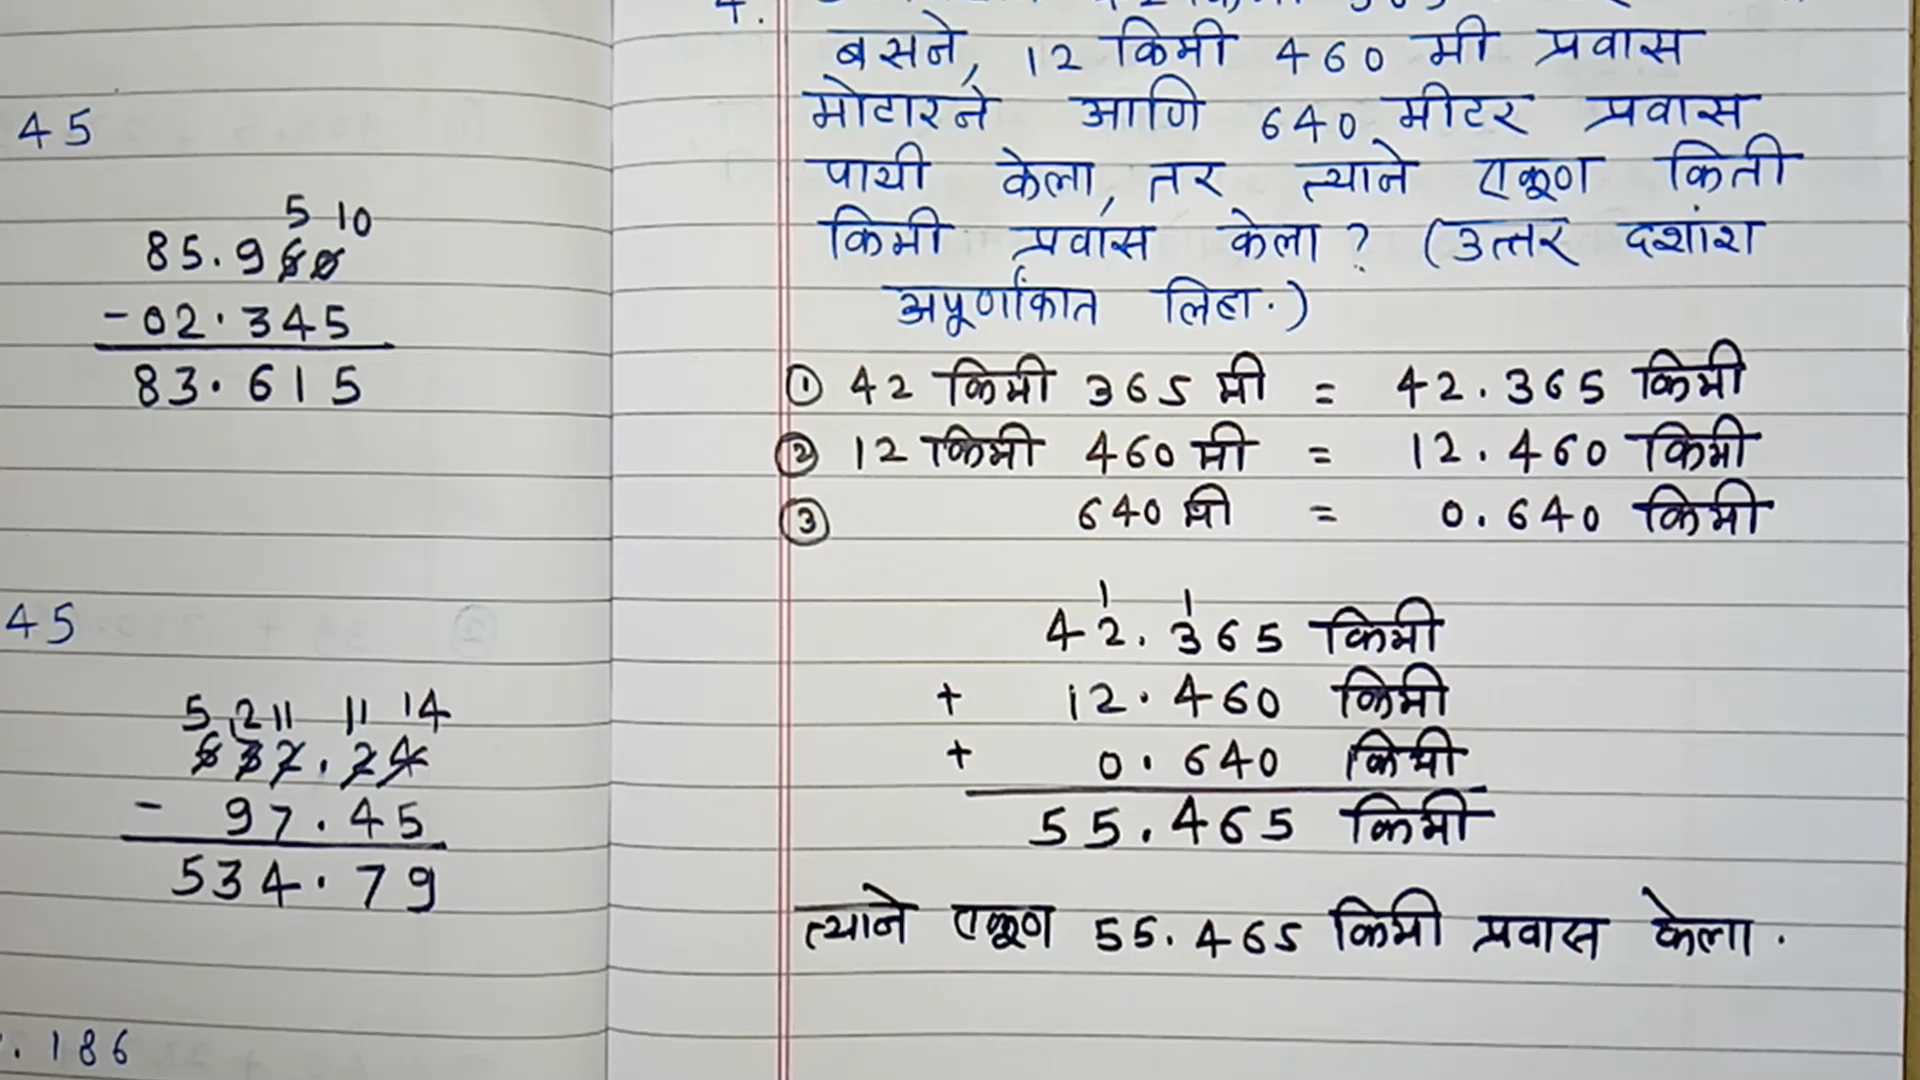 45
5 10
85.960
-02.345
83.615
45
5 12 11 11 14
632.24
- 97.45
534.79
.186
4.
बसने, 12 किमी 460 मी प्रवास
मोटारने आणि 640 मीटर प्रवास
पायी केला, तर त्याने एकूण किती
किमी प्रवास केला? (उत्तर दशांश
अपूर्णांकात लिहा.)
① 42 किमी 365 मी = 42.365 किमी
② 12 किमी 460 मी = 12.460 किमी
③ 640 मी = 0.640 किमी
1 1
42.365 किमी
+ 12.460 किमी
+ 0.640 किमी
55.465 किमी
त्याने एकूण 55.465 किमी प्रवास केला.